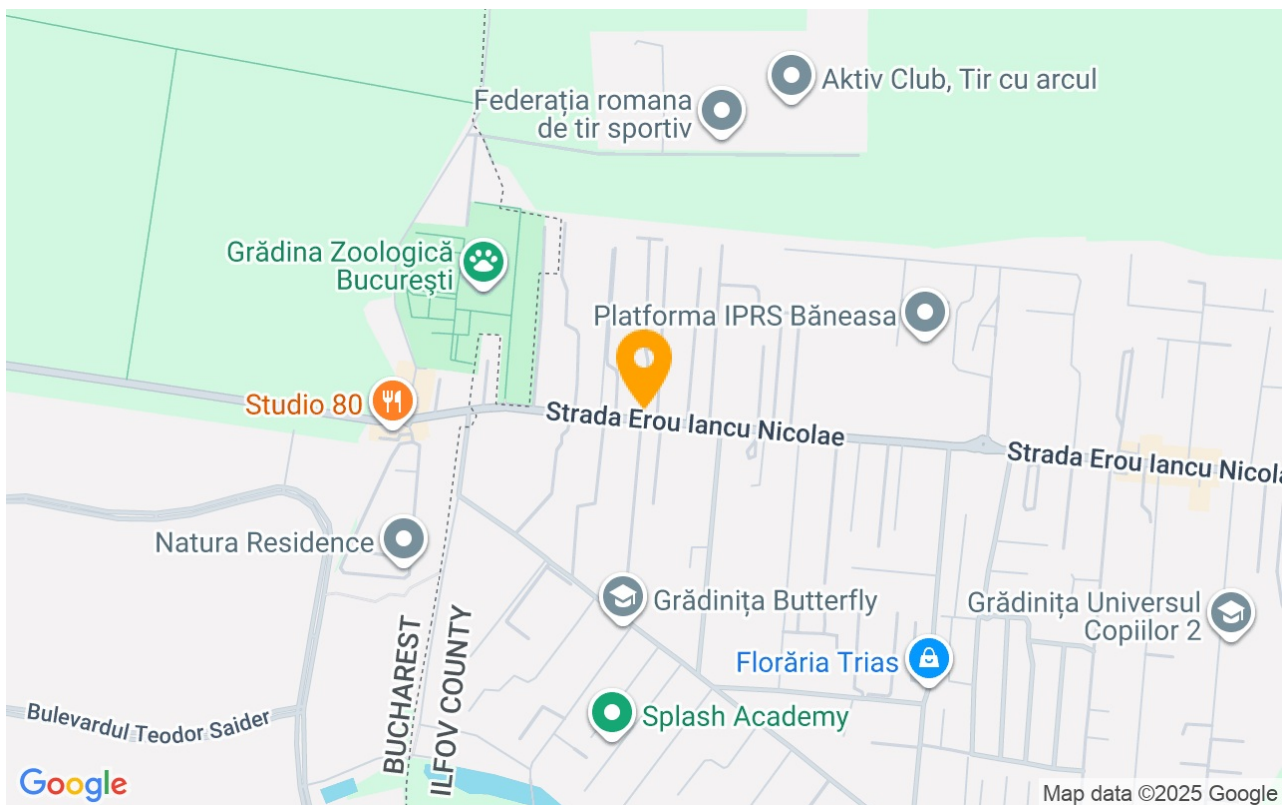 Aktiv Club, Tir cu arcul
Federația romana
de tir sportiv
Grădina Zoologică
Bucureşti
Platforma IPRS Băneasa
Studio 80
Strada Erou Iancu Nicolae
Strada Erou Iancu Nicola
Natura Residence
Grădinița Butterfly
Grădinița Universul
Copiilor 2
BUCHAREST
ILFOV COUNTY
Florăria Trias
Bulevardul Teodor Saider
Splash Academy
Google
Map data ©2025 Google